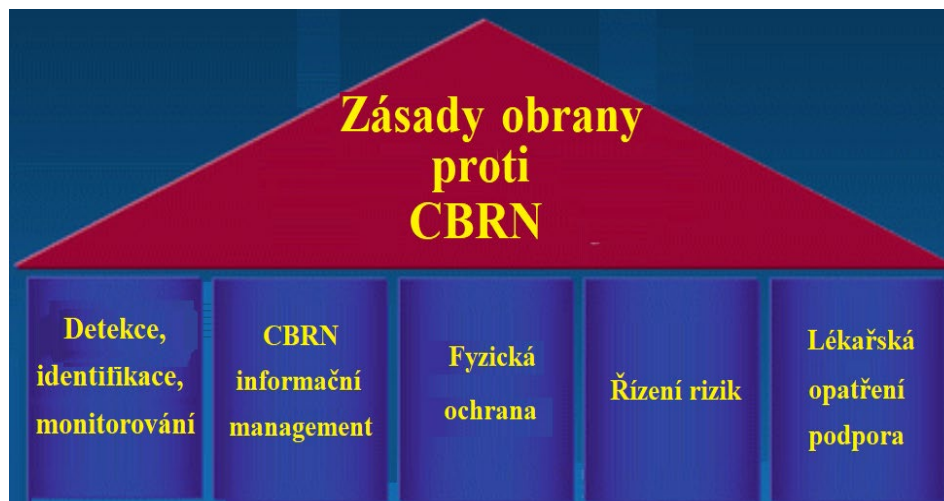 Zásady obrany
proti
CBRN
Detekce,
identifikace,
monitorování
CBRN
informační
management
Fyzická
ochrana
Řízení rizik
Lékařská
opatření
podpora